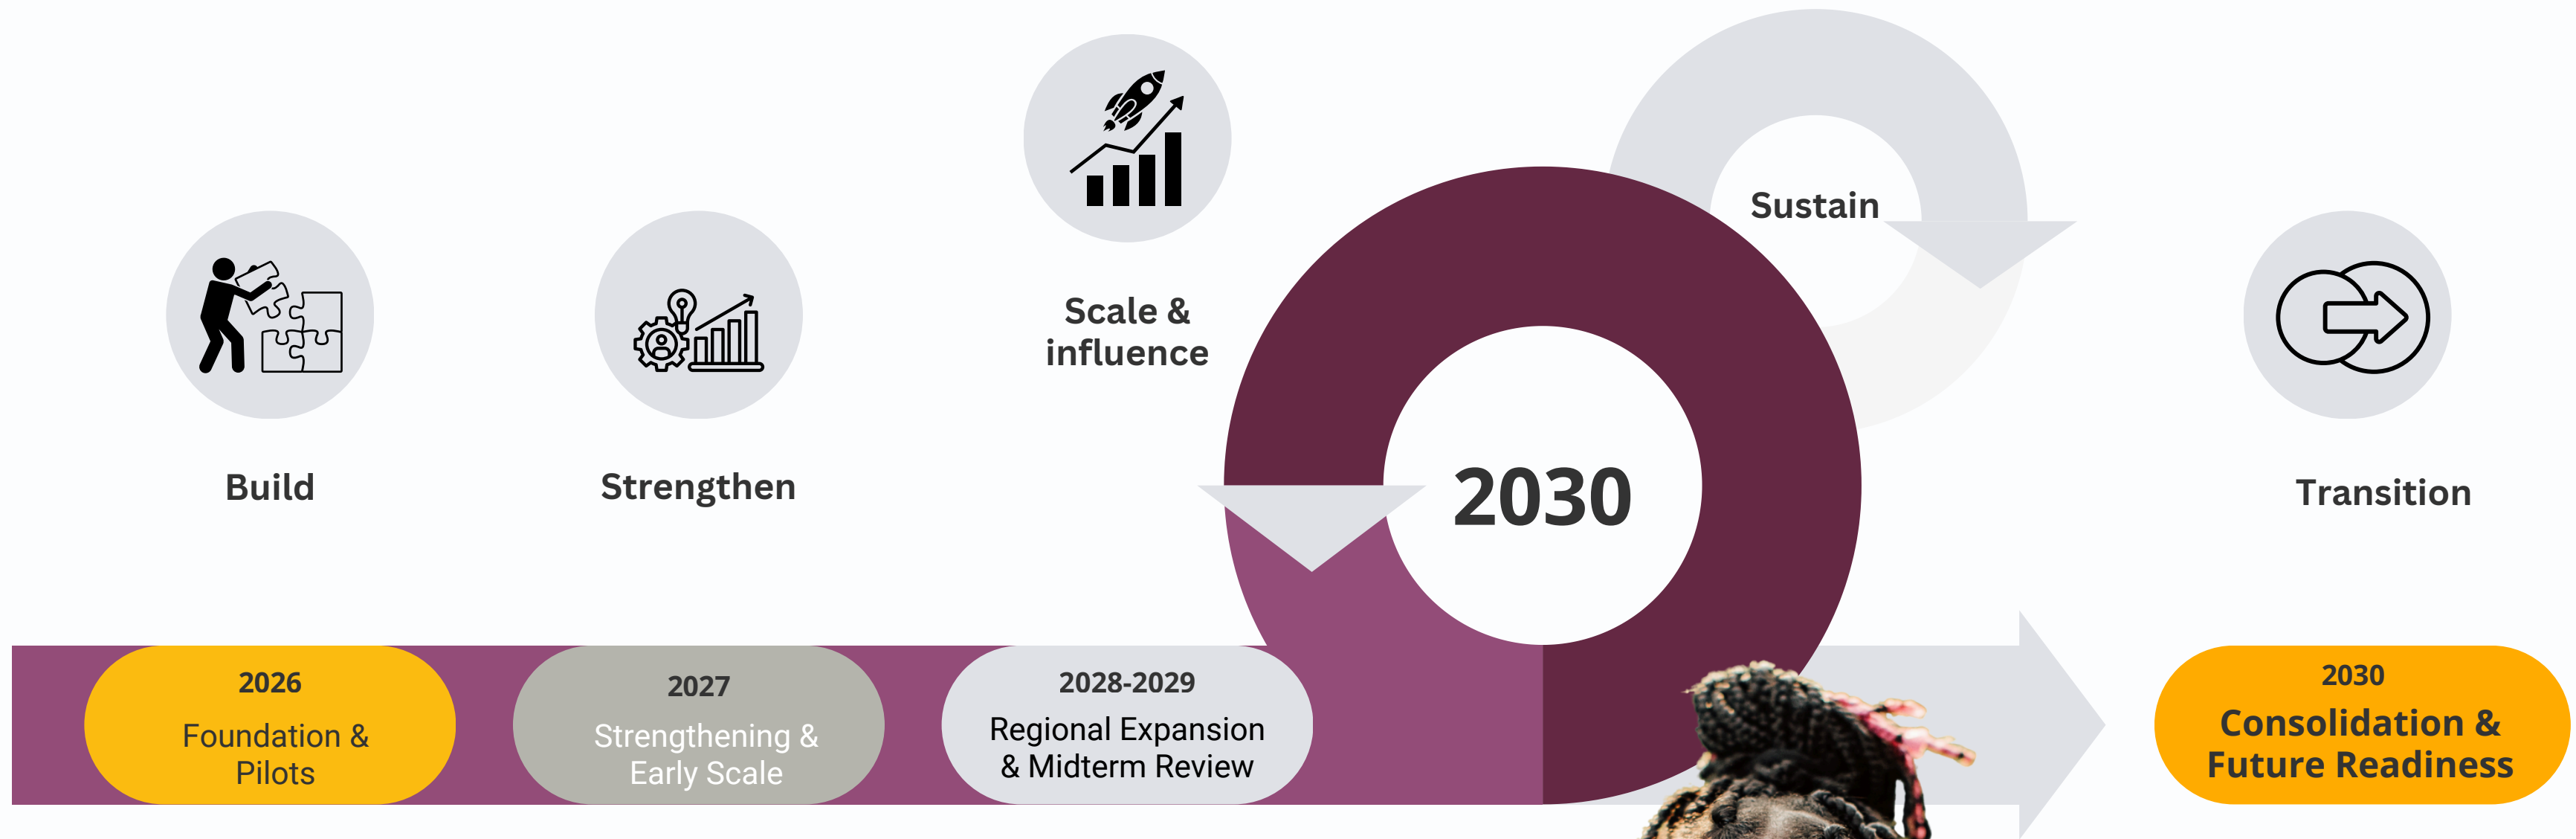 Build
Strengthen
Scale &
influence
2030
Sustain
Transition
2026
Foundation &
Pilots
2027
Strengthening &
Early Scale
2028-2029
Regional Expansion
& Midterm Review
2030
Consolidation &
Future Readiness